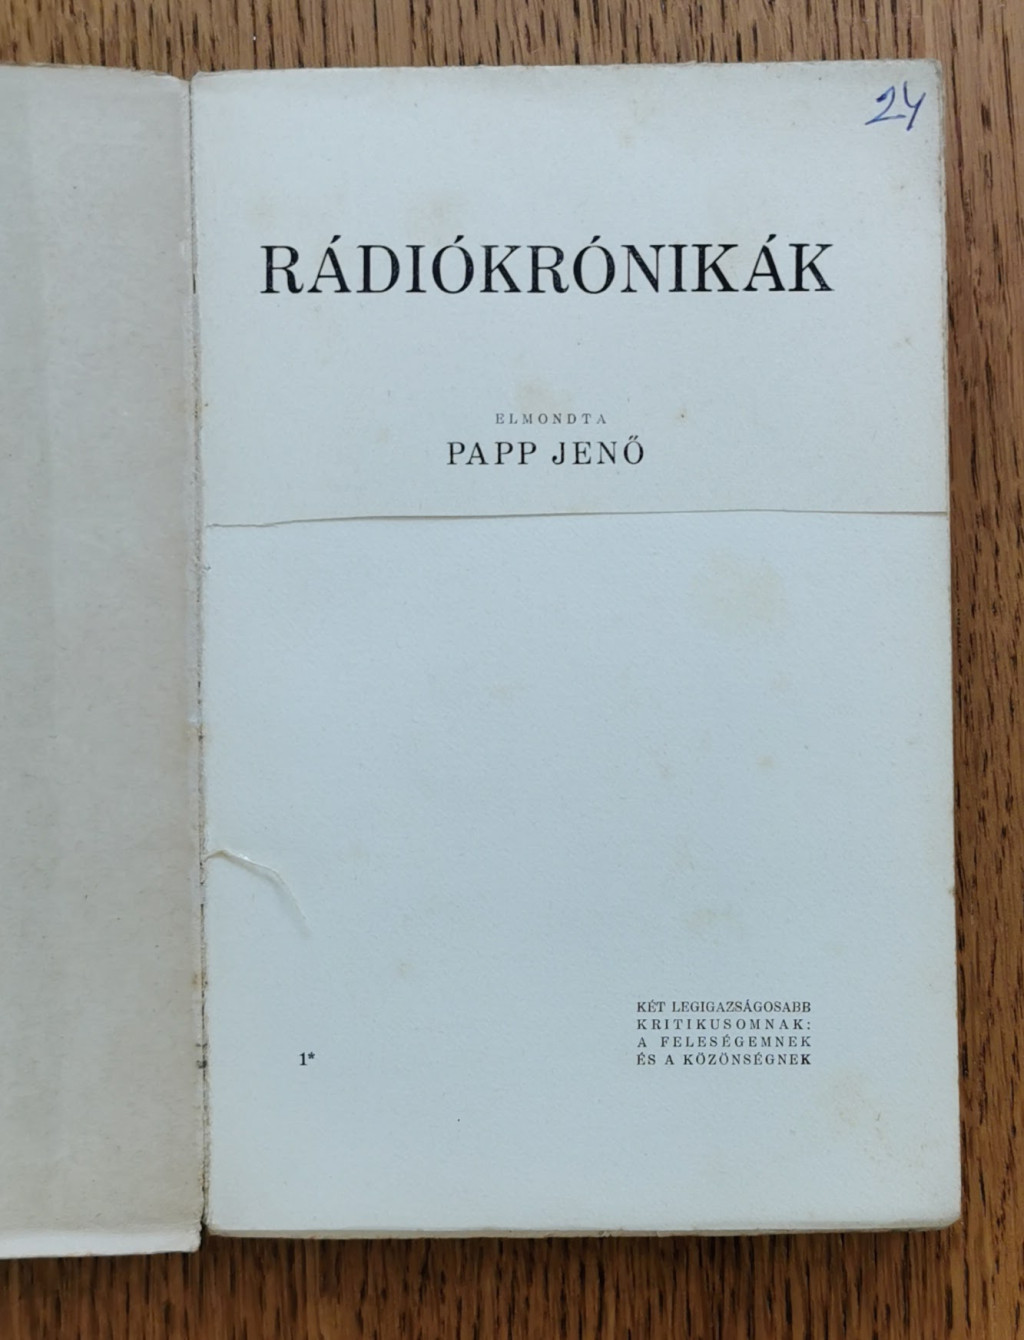 24
RÁDIÓKRÓNIKÁK
ELMONDTA
PAPP JENŐ
KÉT LEGIGAZSÁGOSABB
KRITIKUSOMNAK:
A FELESÉGEMNEK
ÉS A KÖZÖNSÉGNEK
1*